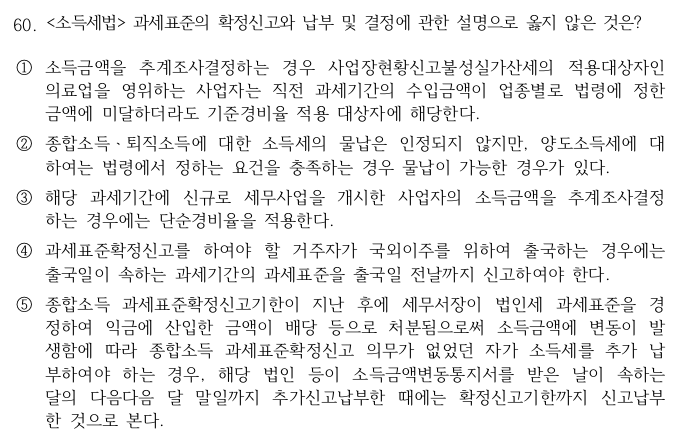 60. <소득세법> 과세표준의 확정신고와 납부 및 결정에 관한 설명으로 옳지 않은 것은?
① 소득금액을 추계조사결정하는 경우 사업장현황신고불성실가산세의 적용대상자인
의료업을 영위하는 사업자는 직전 과세기간의 수입금액이 업종별로 법령에 정한
금액에 미달하더라도 기준경비율 적용 대상자에 해당한다.
② 종합소득ㆍ퇴직소득에 대한 소득세의 물납은 인정되지 않지만, 양도소득세에 대
하여는 법령에서 정하는 요건을 충족하는 경우 물납이 가능한 경우가 있다.
③ 해당 과세기간에 신규로 세무사업을 개시한 사업자의 소득금액을 추계조사결정
하는 경우에는 단순경비율을 적용한다.
④ 과세표준확정신고를 하여야 할 거주자가 국외이주를 위하여 출국하는 경우에는
출국일이 속하는 과세기간의 과세표준을 출국일 전날까지 신고하여야 한다.
⑤ 종합소득 과세표준확정신고기한이 지난 후에 세무서장이 법인세 과세표준을 경
정하여 익금에 산입한 금액이 배당 등으로 처분됨으로써 소득금액에 변동이 발
생함에 따라 종합소득 과세표준확정신고 의무가 없었던 자가 소득세를 추가 납
부하여야 하는 경우, 해당 법인 등이 소득금액변동통지서를 받은 날이 속하는
달의 다음다음 달 말일까지 추가신고납부한 때에는 확정신고기한까지 신고납부
한 것으로 본다.